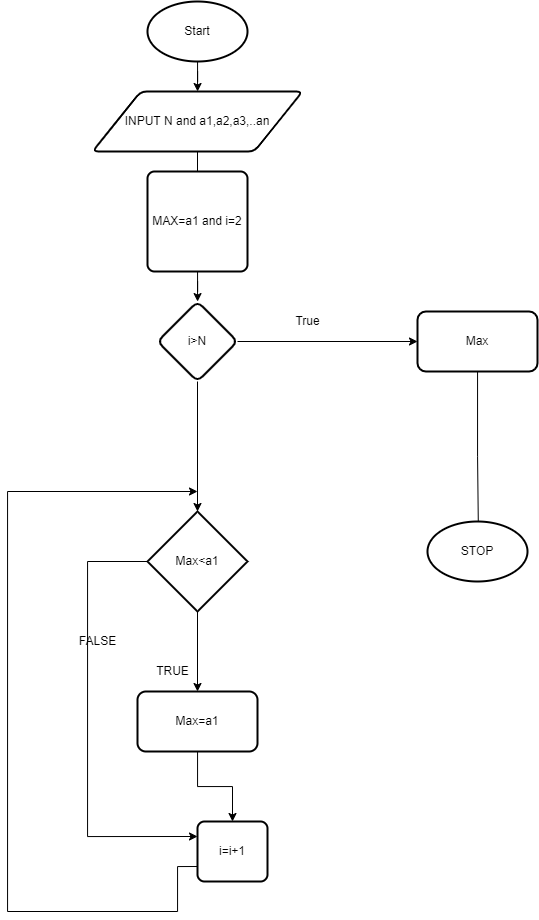 Start
INPUT N and a1,a2,a3,..an
MAX=a1 and i=2
i>N
True
Max
STOP
Max<a1
FALSE
TRUE
Max=a1
i=i+1